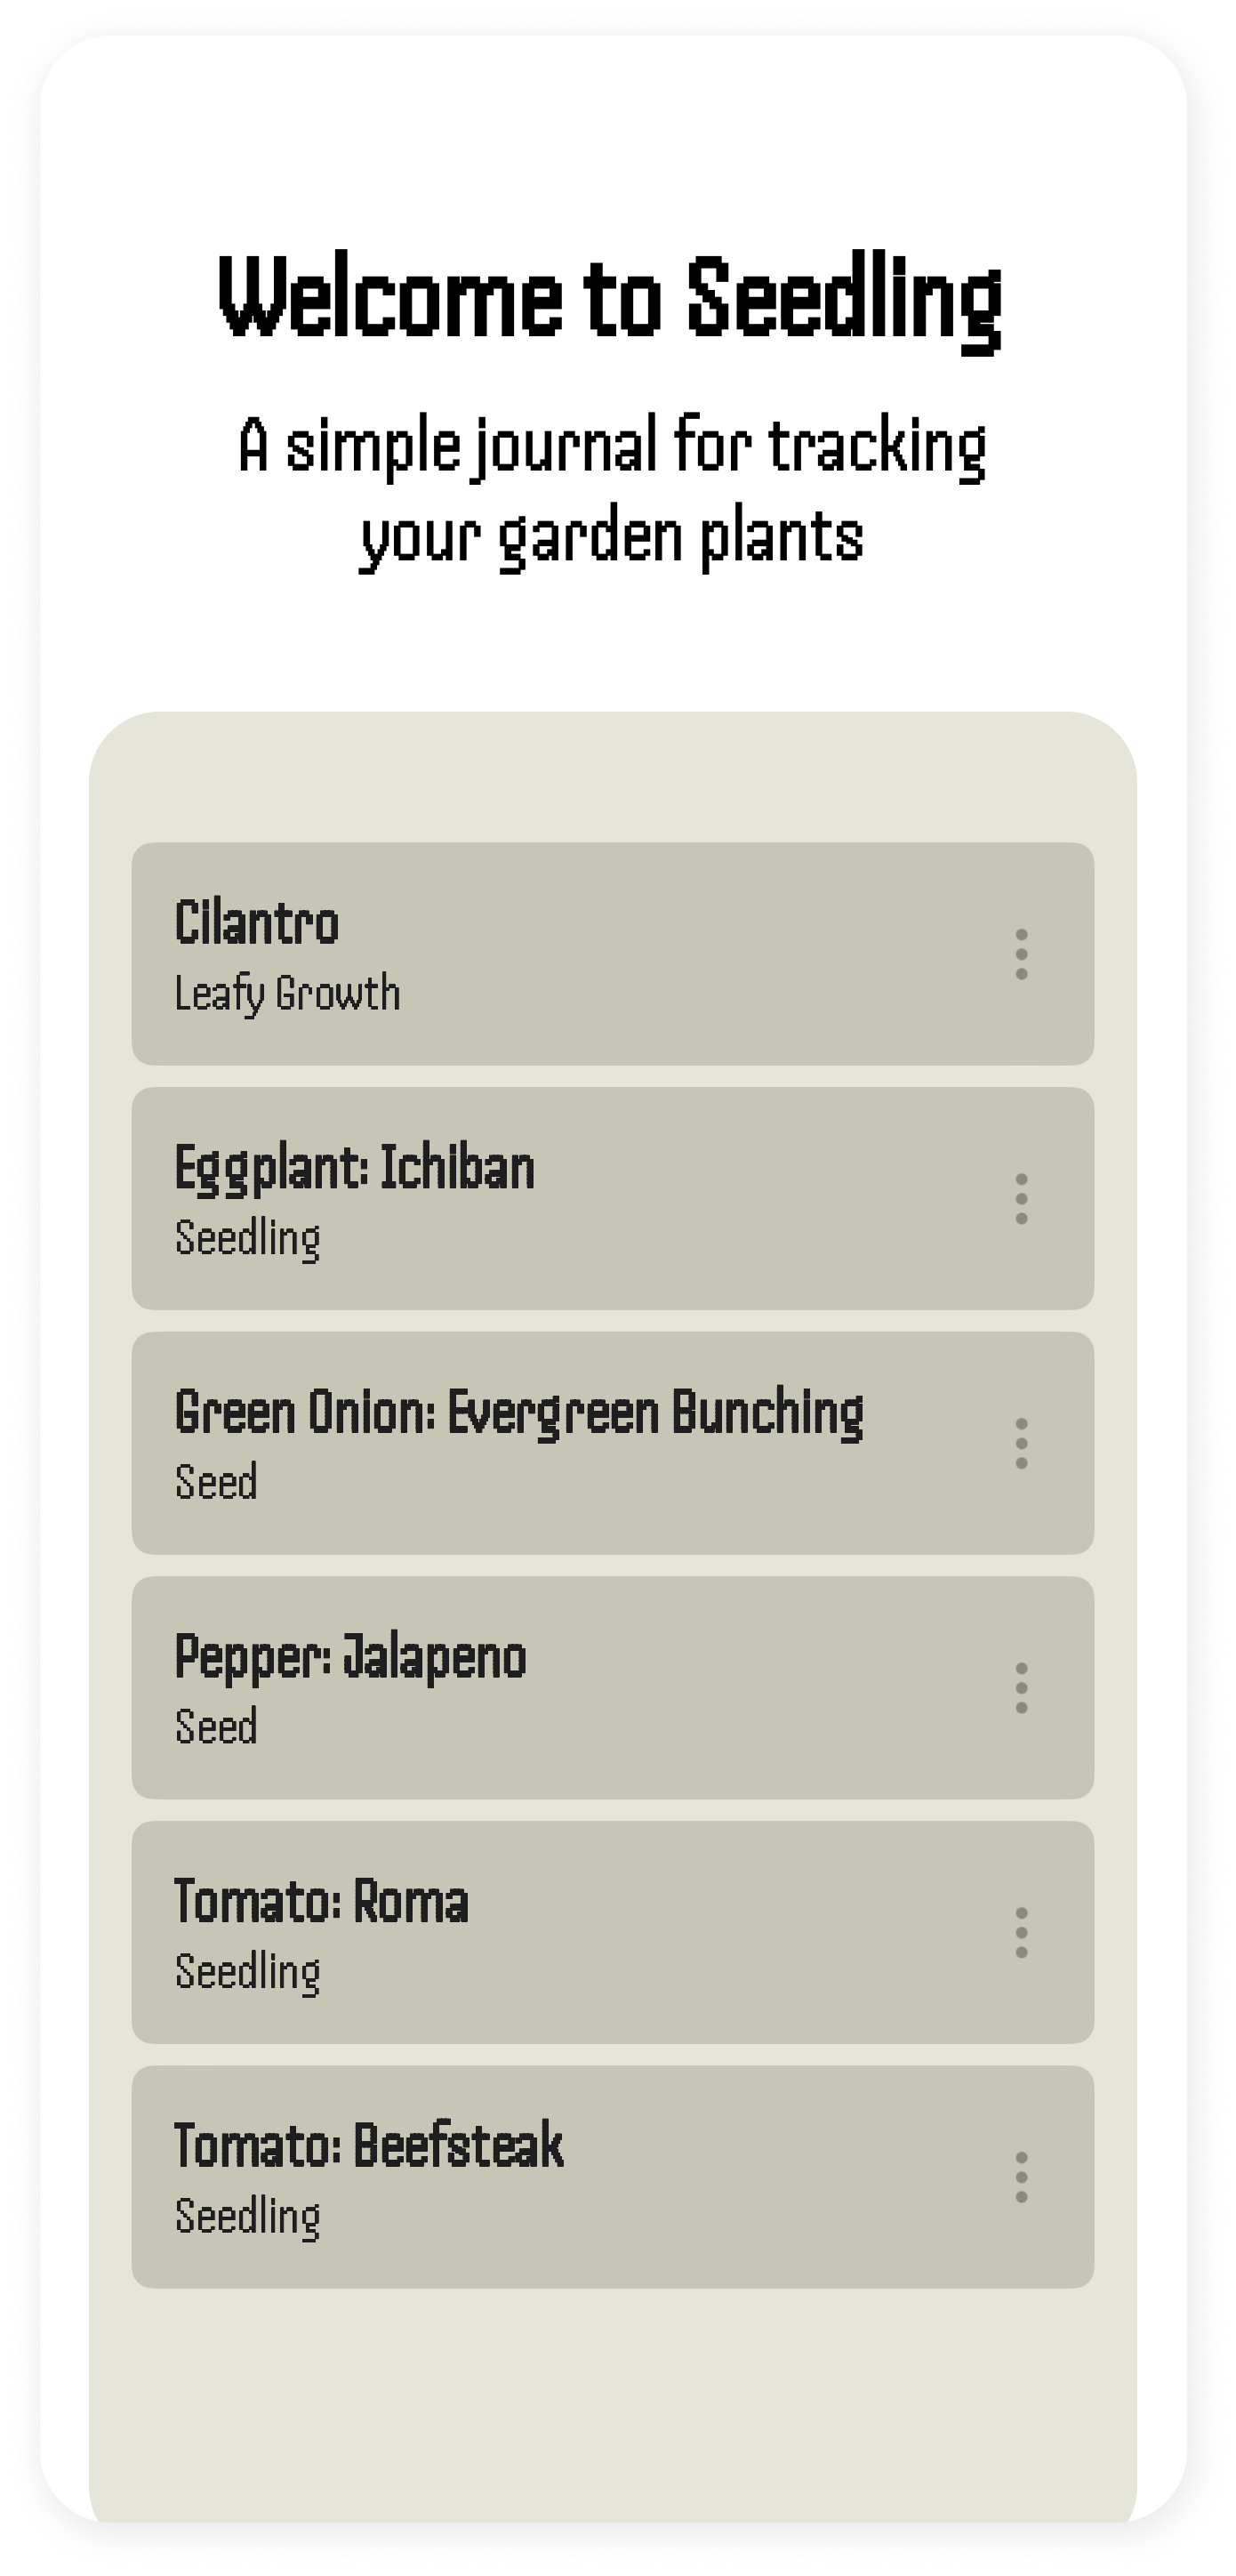 Welcome to Seedling
A simple journal for tracking
your garden plants
Cilantro
Leafy Growth
Eggplant: Ichiban
Seedling
Green Onion: Evergreen Bunching
Seed
Pepper: Jalapeno
Seed
Tomato: Roma
Seedling
Tomato: Beefsteak
Seedling